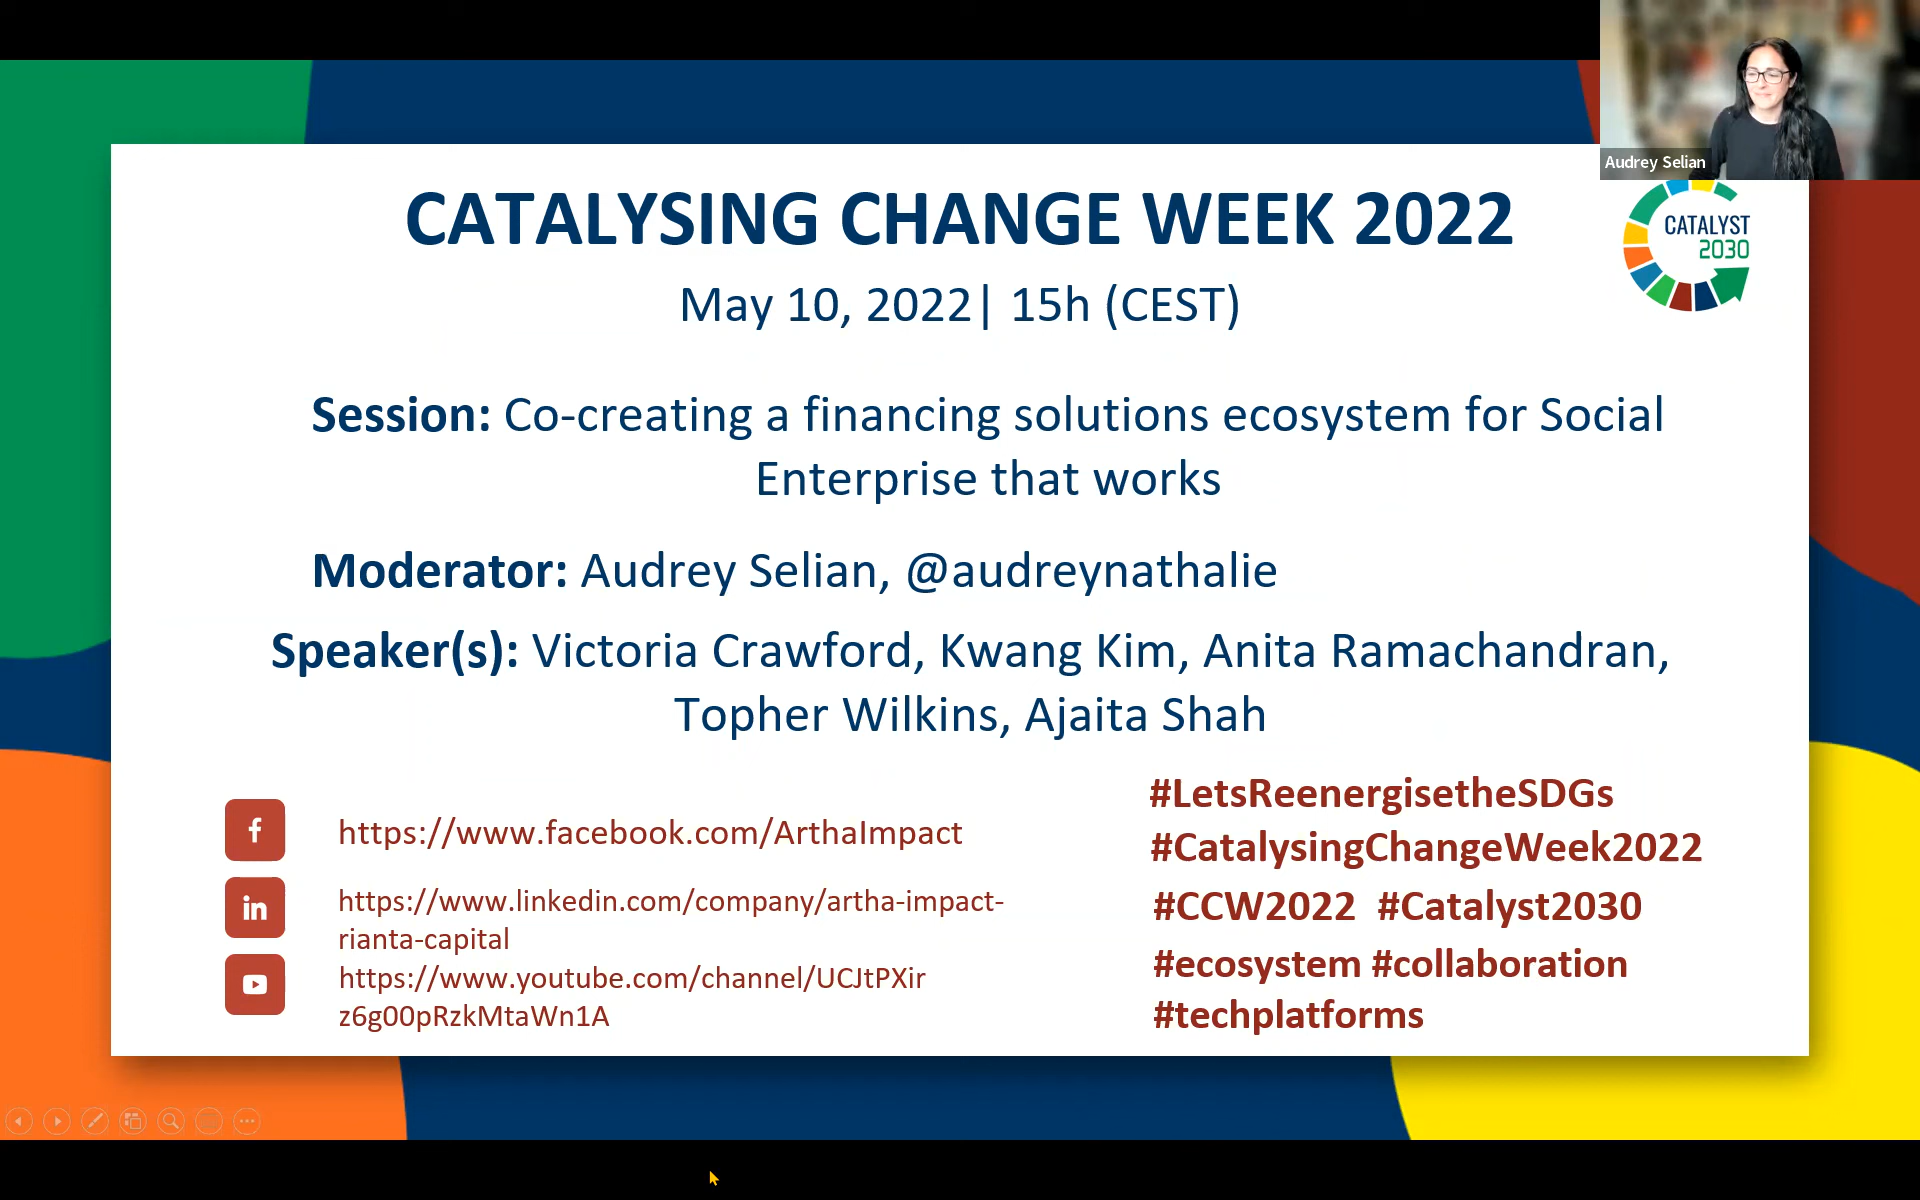 Audrey Selian
CATALYSING CHANGE WEEK 2022
CATALYST
2030
May 10, 2022| 15h (CEST)
Session: Co-creating a financing solutions ecosystem for Social
Enterprise that works
Moderator: Audrey Selian, @audreynathalie
Speaker(s): Victoria Crawford, Kwang Kim, Anita Ramachandran,
Topher Wilkins, Ajaita Shah
https://www.facebook.com/ArthaImpact
https://www.linkedin.com/company/artha-impact-
rianta-capital
https://www.youtube.com/channel/UCJtPXir
z6g00pRzkMtaWn1A
#LetsReenergisetheSDGs
#CatalysingChangeWeek2022
#CCW2022 #Catalyst2030
#ecosystem #collaboration
#techplatforms